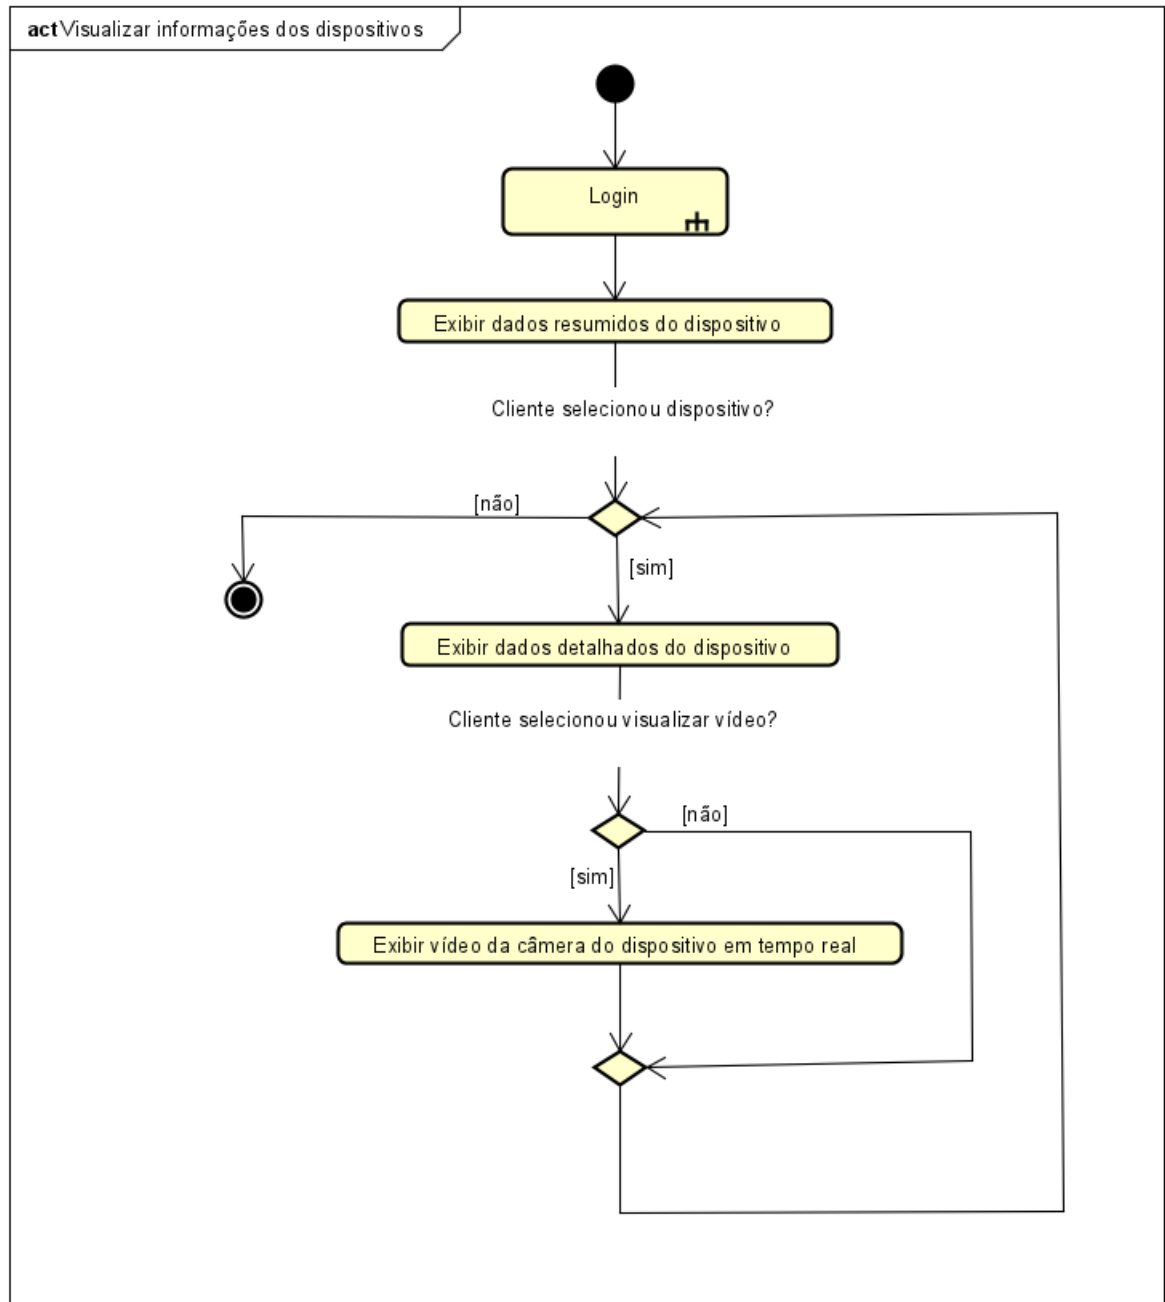 act Visualizar informações dos dispositivos
Login
Exibir dados resumidos do dispositivo
Cliente selecionou dispositivo?
[não]
[sim]
Exibir dados detalhados do dispositivo
Cliente selecionou visualizar vídeo?
[não]
[sim]
Exibir vídeo da câmera do dispositivo em tempo real